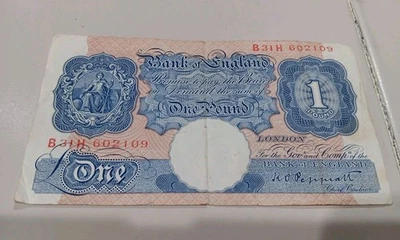 Bank of England
B31H 602109
Promise to pay the Bearer
on Demand the sum of
One Pound
1
LONDON
B31H 602109
For the Gov.r and Comp.a of the
BANK of ENGLAND
£One
K O Peppiatt
Chief Cashier